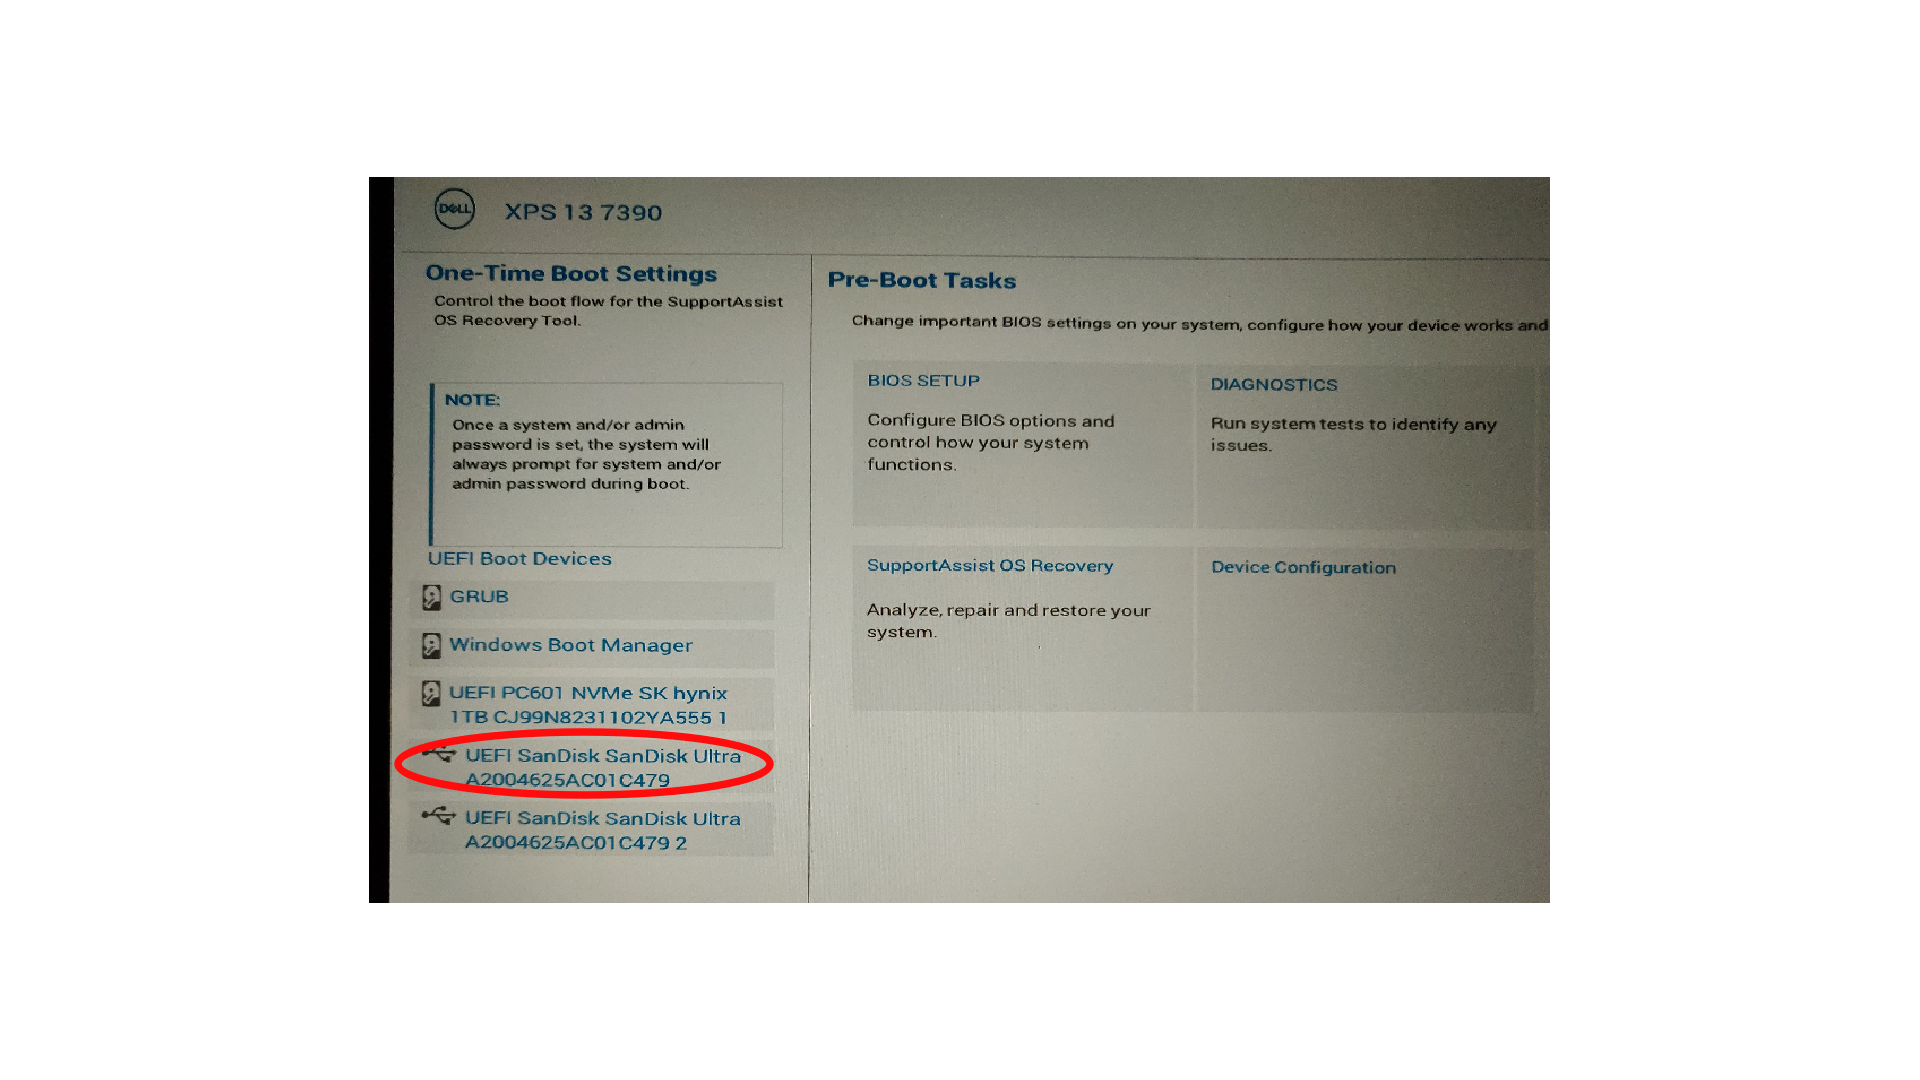 DELL
XPS 13 7390
One-Time Boot Settings
Control the boot flow for the SupportAssist
OS Recovery Tool.
NOTE:
Once a system and/or admin
password is set, the system will
always prompt for system and/or
admin password during boot.
UEFI Boot Devices
GRUB
Windows Boot Manager
UEFI PC601 NVMe SK hynix
1TB CJ99N8231102YA555 1
UEFI SanDisk SanDisk Ultra
A2004625AC01C479
UEFI SanDisk SanDisk Ultra
A2004625AC01C479 2
Pre-Boot Tasks
Change important BIOS settings on your system, configure how your device works and
BIOS SETUP
Configure BIOS options and
control how your system
functions.
DIAGNOSTICS
Run system tests to identify any
issues.
SupportAssist OS Recovery
Analyze, repair and restore your
system.
Device Configuration